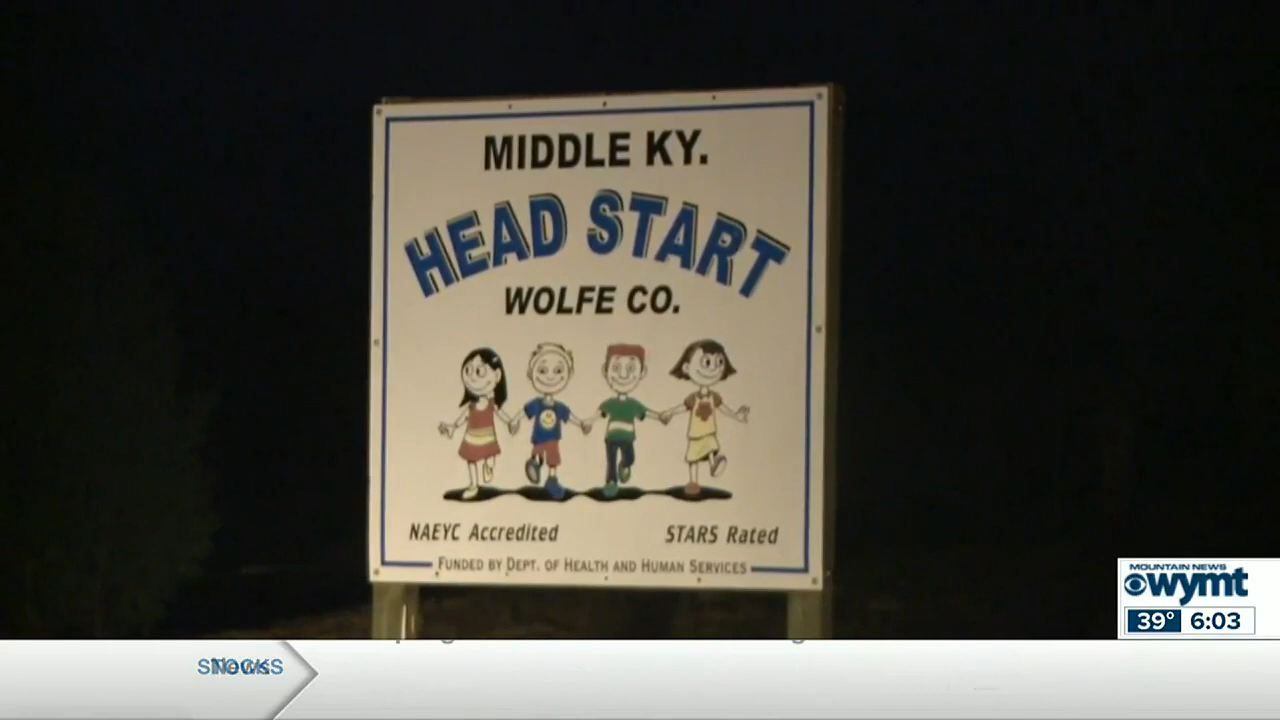 MIDDLE KY.
HEAD START
WOLFE CO.
NAEYC Accredited
STARS Rated
FUNDED BY DEPT. OF HEALTH AND HUMAN SERVICES
MOUNTAIN NEWS
wymt
39° 6:03